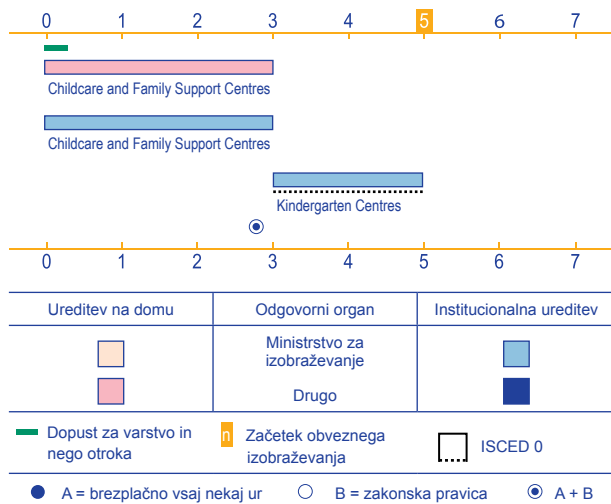 0 1 2 3 4 5 6 7
Childcare and Family Support Centres
Childcare and Family Support Centres
Kindergarten Centres
0 1 2 3 4 5 6 7
Ureditev na domu
Odgovorni organ
Institucionalna ureditev
Ministrstvo za
izobraževanje
Drugo
Dopust za varstvo in
nego otroka
n
Začetek obveznega
izobraževanja
ISCED 0
A = brezplačno vsaj nekaj ur
B = zakonska pravica
A + B